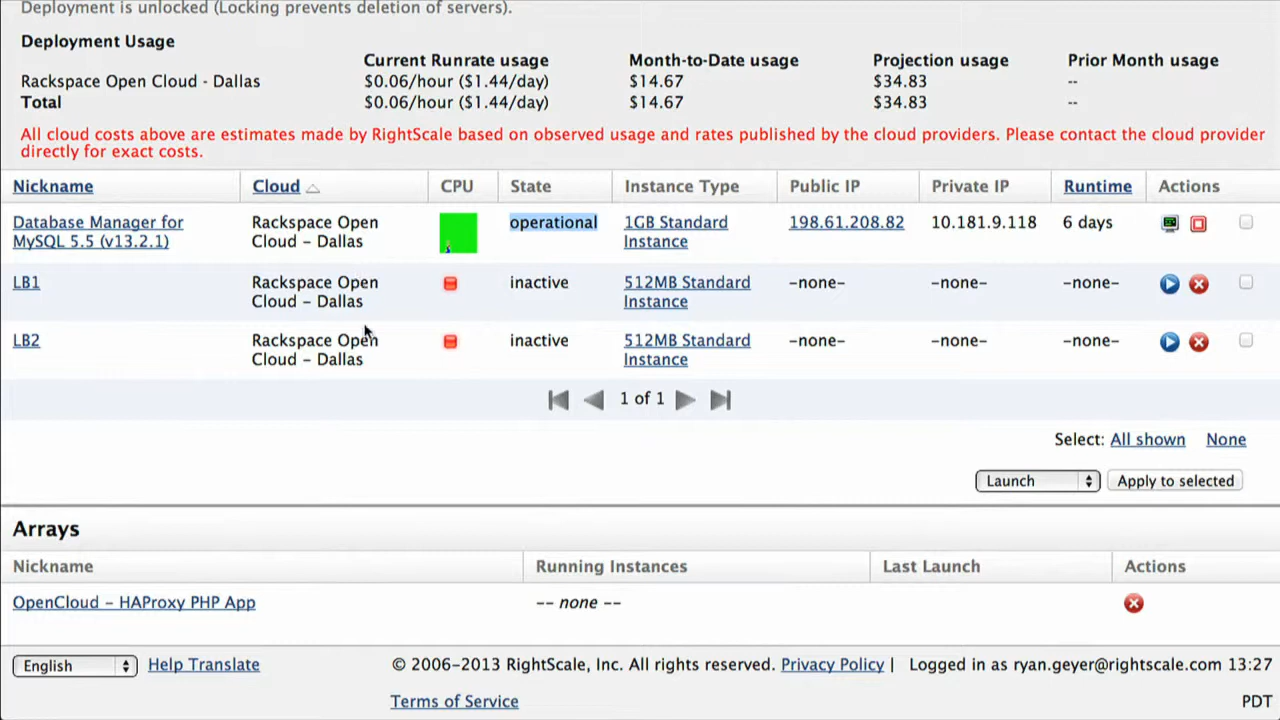 Deployment is unlocked (Locking prevents deletion of servers).
Deployment Usage
Current Runrate usage Month-to-Date usage Projection usage Prior Month usage
Rackspace Open Cloud - Dallas $0.06/hour ($1.44/day) $14.67 $34.83 --
Total $0.06/hour ($1.44/day) $14.67 $34.83 --
All cloud costs above are estimates made by RightScale based on observed usage and rates published by the cloud providers. Please contact the cloud provider
directly for exact costs.
Nickname Cloud CPU State Instance Type Public IP Private IP Runtime Actions
Database Manager for Rackspace Open operational 1GB Standard 198.61.208.82 10.181.9.118 6 days
MySQL 5.5 (v13.2.1) Cloud - Dallas Instance
LB1 Rackspace Open inactive 512MB Standard -none- -none- -none-
Cloud - Dallas Instance
LB2 Rackspace Open inactive 512MB Standard -none- -none- -none-
Cloud - Dallas Instance
1 of 1
Select: All shown None
Launch Apply to selected
Arrays
Nickname Running Instances Last Launch Actions
OpenCloud - HAProxy PHP App -- none --
English Help Translate © 2006-2013 RightScale, Inc. All rights reserved. Privacy Policy | Logged in as ryan.geyer@rightscale.com 13:27
Terms of Service PDT